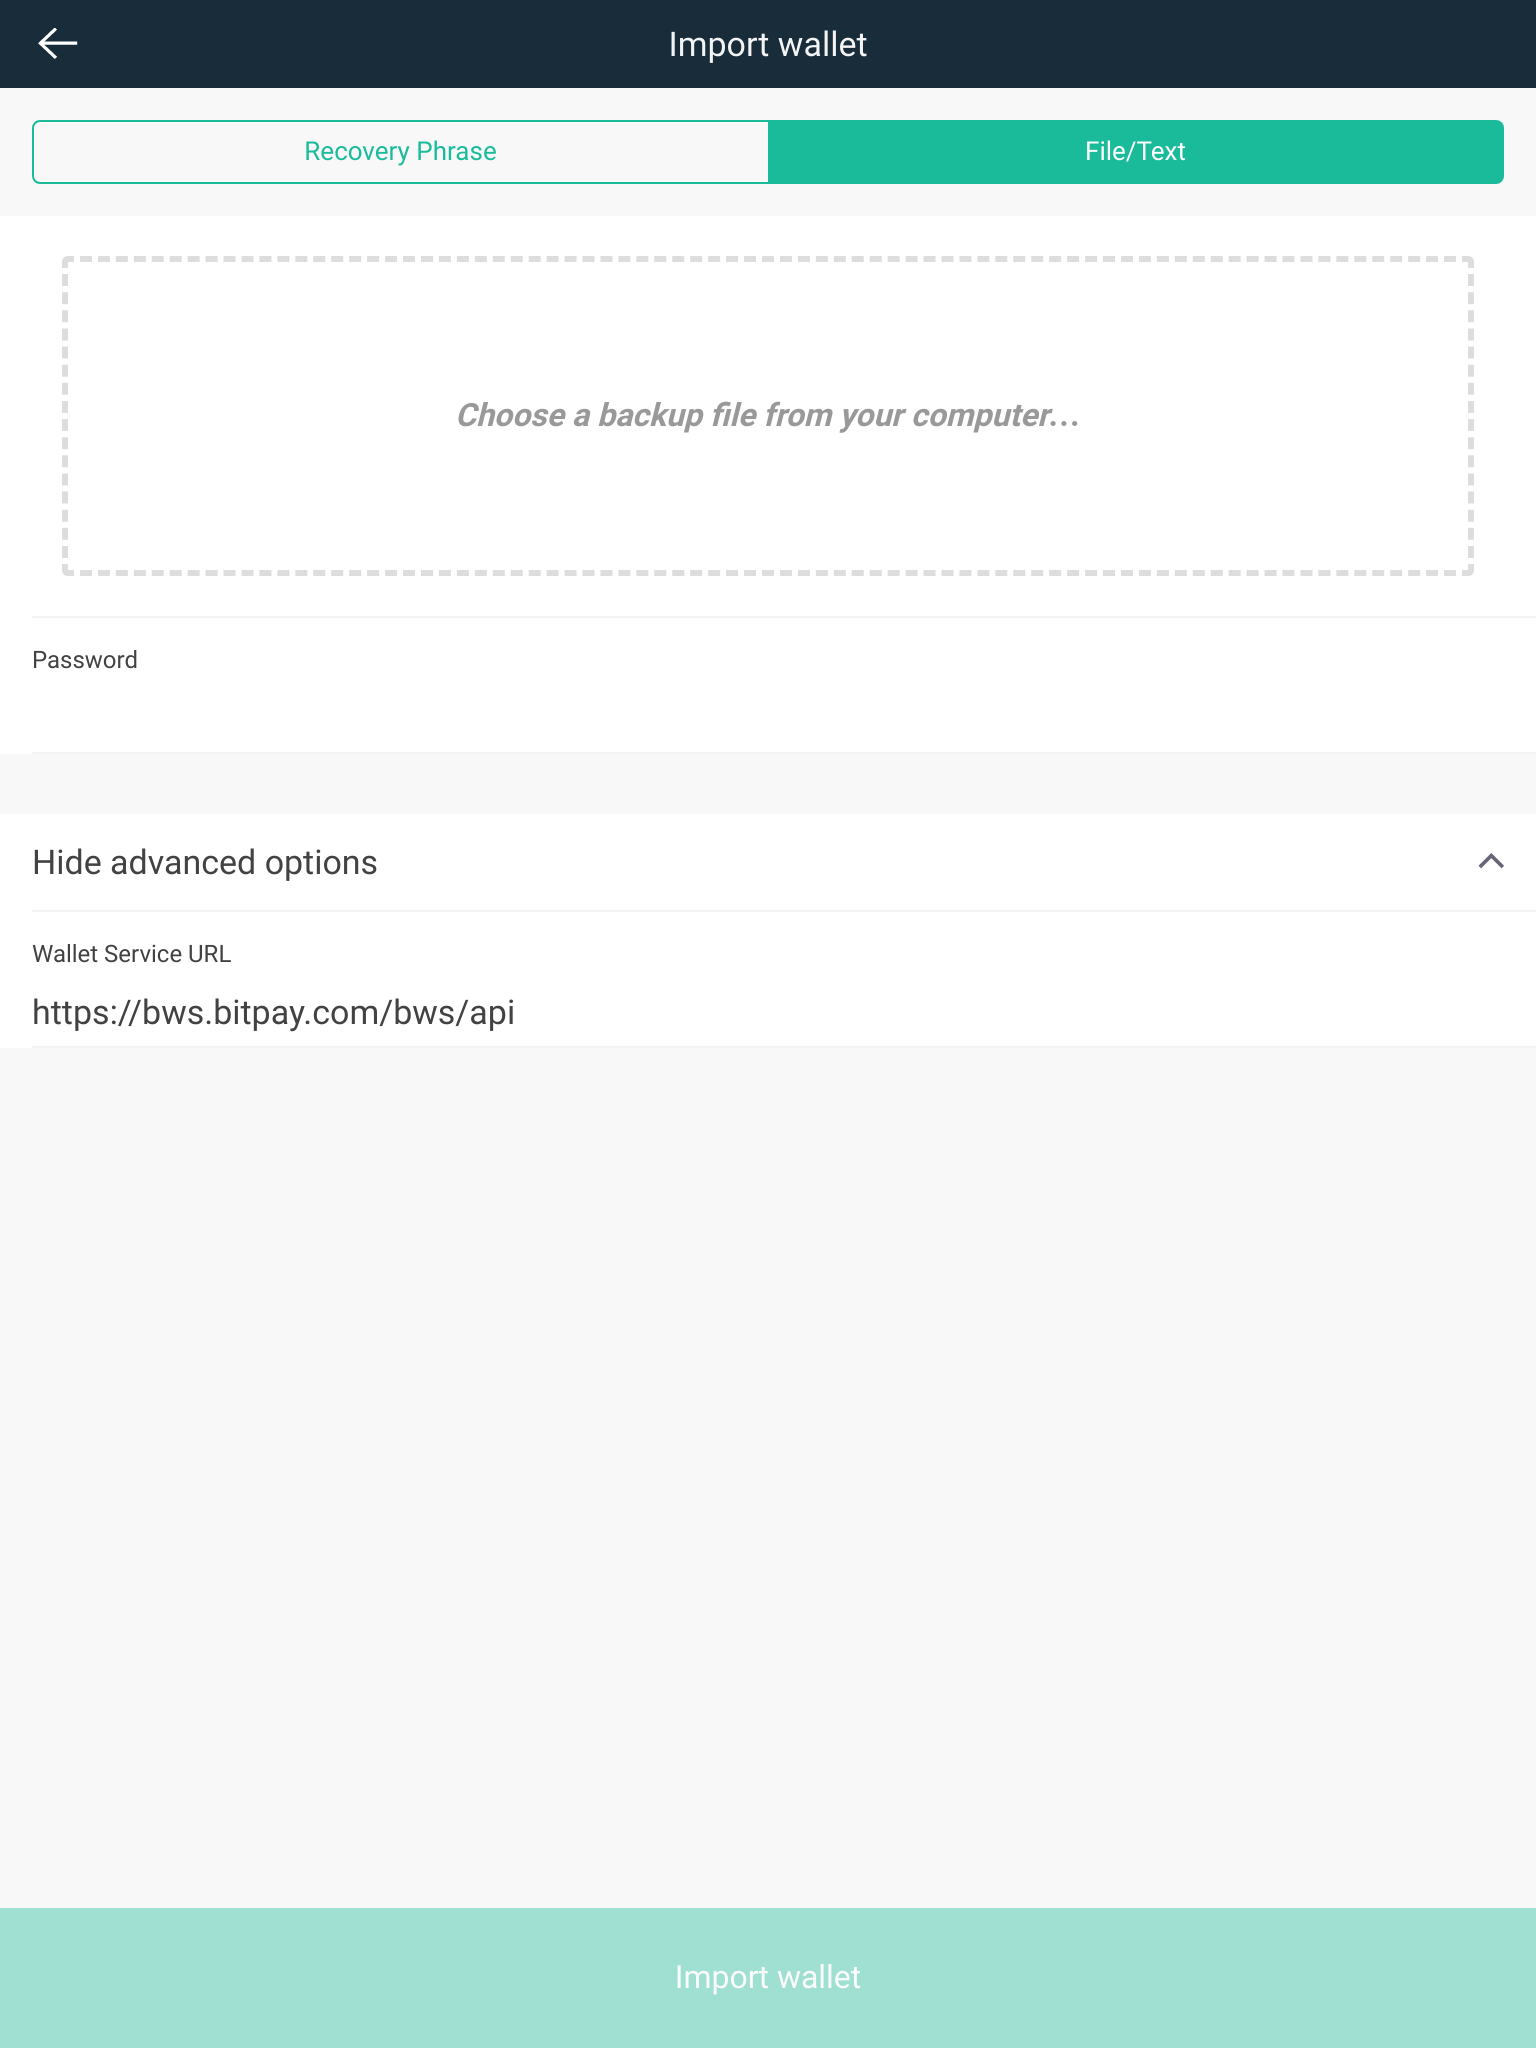 Import wallet
Recovery Phrase
File/Text
Choose a backup file from your computer...
Password
Hide advanced options
Wallet Service URL
https://bws.bitpay.com/bws/api
Import wallet